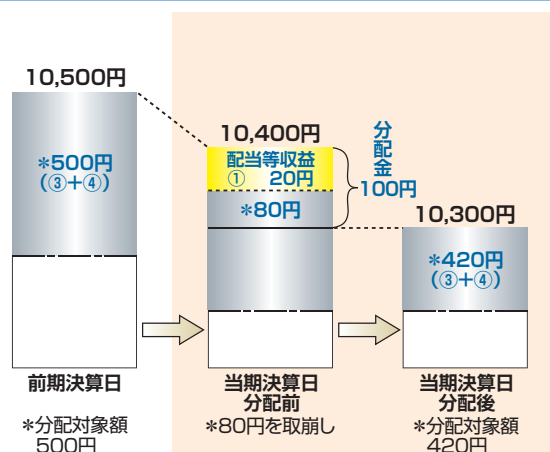 10,500円
*500円
(③+④)
前期決算日
*分配対象額
500円
10,400円
配当等収益
① 20円
*80円
分配金
100円
当期決算日
分配前
*80円を取崩し
10,300円
*420円
(③+④)
当期決算日
分配後
*分配対象額
420円